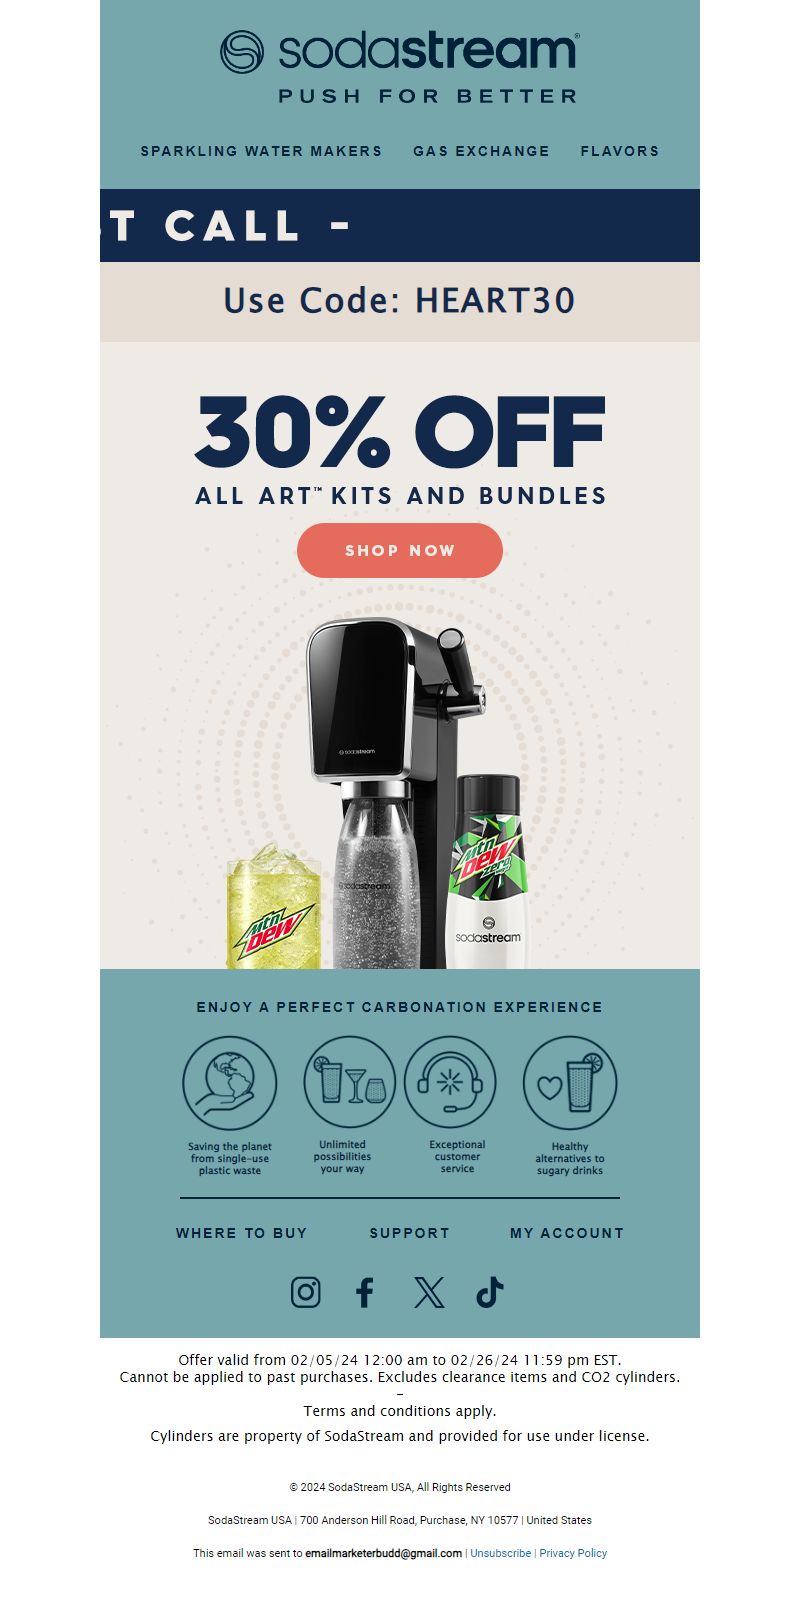 sodastream®
PUSH FOR BETTER
SPARKLING WATER MAKERS GAS EXCHANGE FLAVORS
T CALL -
Use Code: HEART30
30% OFF
ALL ART™ KITS AND BUNDLES
SHOP NOW
sodastream
sodastream
mtn
DEW
zero
mtn
DEW
sodastream
ENJOY A PERFECT CARBONATION EXPERIENCE
Saving the planet
from single-use
plastic waste
Unlimited
possibilities
your way
Exceptional
customer
service
Healthy
alternatives to
sugary drinks
WHERE TO BUY SUPPORT MY ACCOUNT
Offer valid from 02/05/24 12:00 am to 02/26/24 11:59 pm EST.
Cannot be applied to past purchases. Excludes clearance items and CO2 cylinders.
–
Terms and conditions apply.
Cylinders are property of SodaStream and provided for use under license.
© 2024 SodaStream USA, All Rights Reserved
SodaStream USA | 700 Anderson Hill Road, Purchase, NY 10577 | United States
This email was sent to emailmarketerbudd@gmail.com | Unsubscribe | Privacy Policy